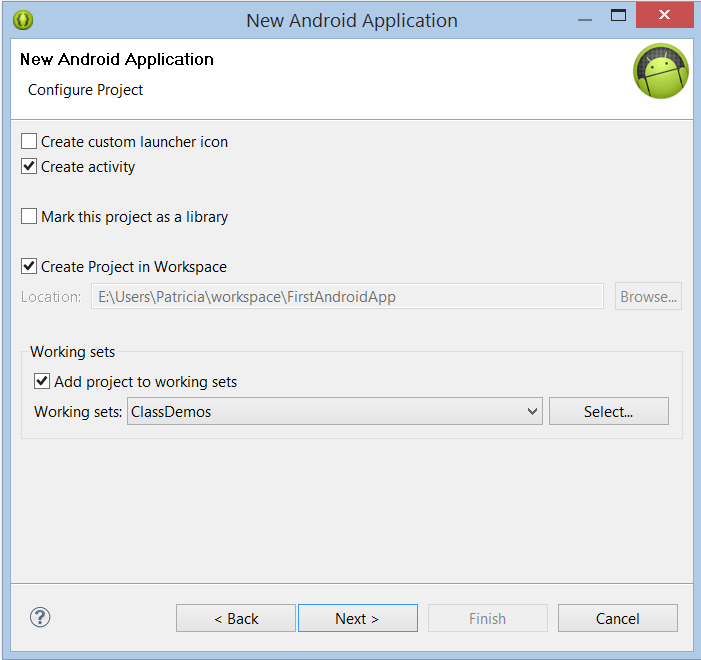 New Android Application
New Android Application
Configure Project
Create custom launcher icon
Create activity
Mark this project as a library
Create Project in Workspace
Location: E:\Users\Patricia\workspace\FirstAndroidApp Browse...
Working sets
Add project to working sets
Working sets: ClassDemos Select...
? < Back Next > Finish Cancel